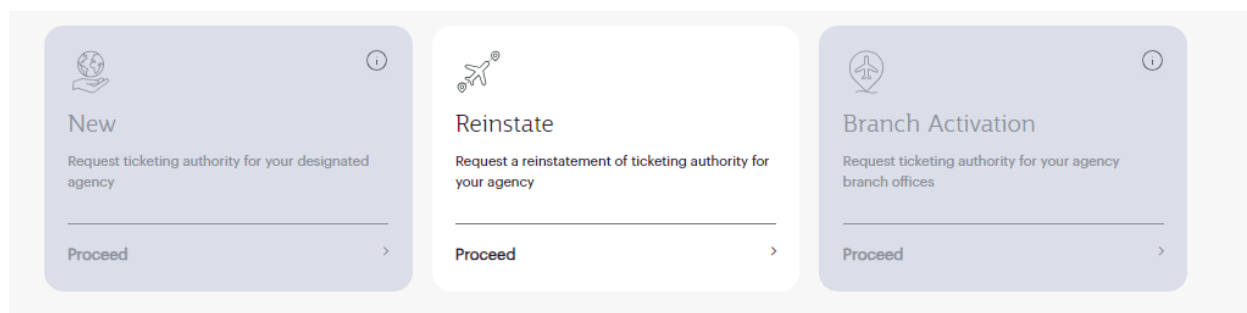 New
Request ticketing authority for your designated
agency
Proceed
Reinstate
Request a reinstatement of ticketing authority for
your agency
Proceed
Branch Activation
Request ticketing authority for your agency
branch offices
Proceed